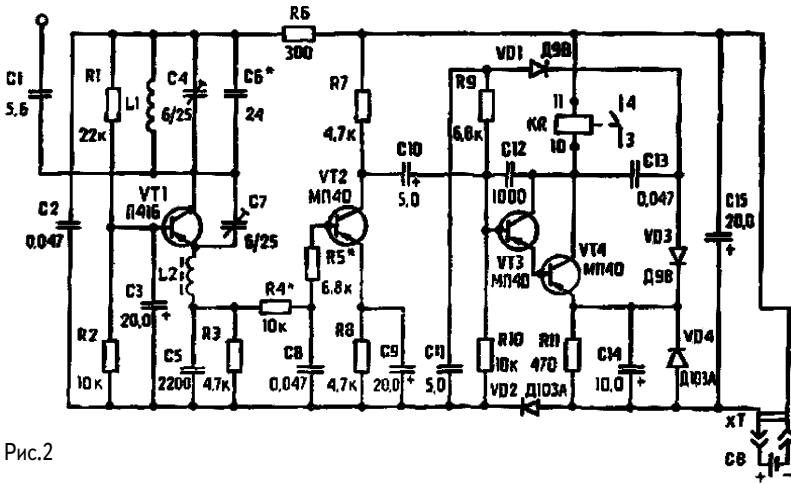 R6
300
C1
5,6
R1
22к
L1
C4
6/25
C6*
24
R7
4,7к
VD1 Д9В
R9
6,8к
11
KR
10
4
3
C10
5,0
C12
1000
C13
0,047
C15
20,0
C2
0,047
VT1
П416
C7
6/25
VT2
МП40
VT3
МП40
VT4
МП40
VD3
Д9В
L2
C3
20,0
R4*
10к
R5*
6,8к
R2
10к
C5
2200
R3
4,7к
C8
0,047
R8
4,7к
C9
20,0
C11
5,0
R10
10к
R11
470
C14
10,0
VD4
Д103А
VD2 Д103А
XT
GB
+ -
Рис.2